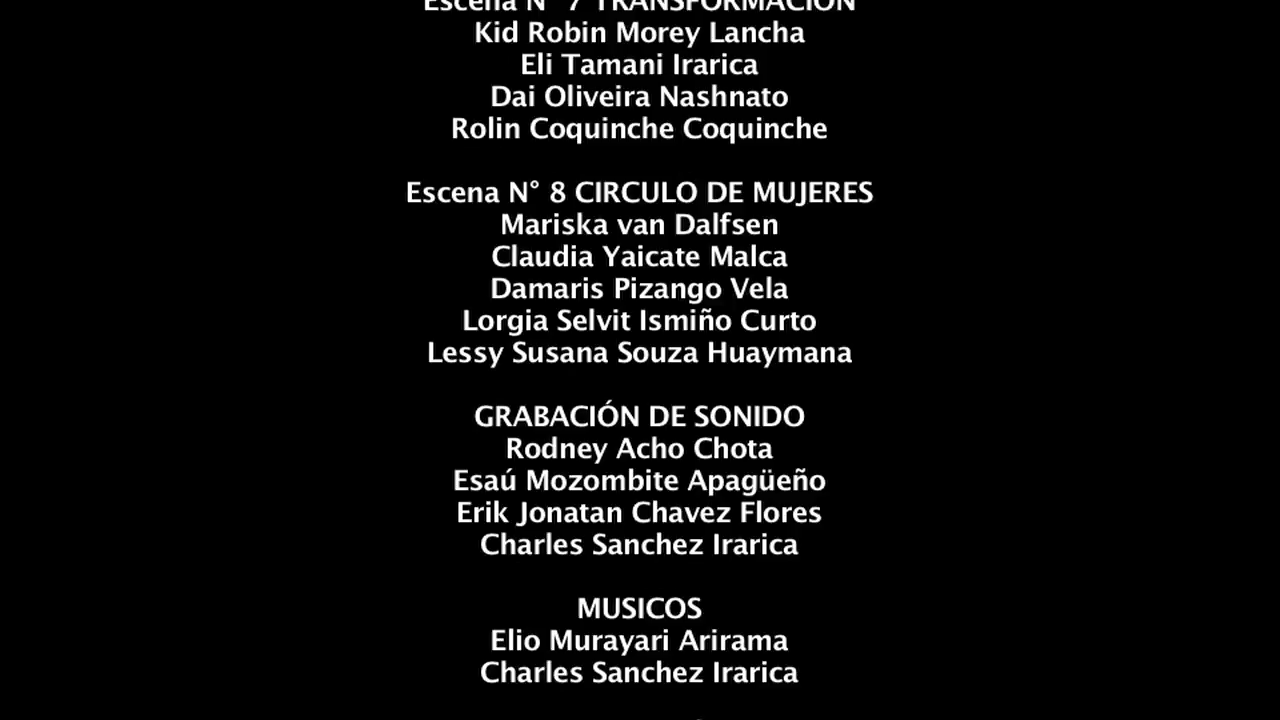 Escena N° 7 TRANSFORMACIÓN
Kid Robin Morey Lancha
Eli Tamani Irarica
Dai Oliveira Nashnato
Rolin Coquinche Coquinche
Escena N° 8 CIRCULO DE MUJERES
Mariska van Dalfsen
Claudia Yaicate Malca
Damaris Pizango Vela
Lorgia Selvit Ismiño Curto
Lessy Susana Souza Huaymana
GRABACIÓN DE SONIDO
Rodney Acho Chota
Esaú Mozombite Apagüeño
Erik Jonatan Chavez Flores
Charles Sanchez Irarica
MUSICOS
Elio Murayari Arirama
Charles Sanchez Irarica